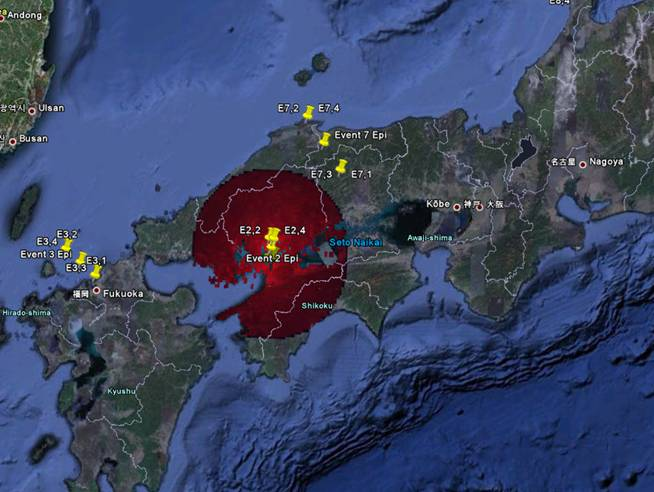 E8,4
Andong
광역시
Ulsan
Busan
E7,2 E7,4
Event 7 Epi
E7,3 E7,1
名古屋 Nagoya
Kōbe 神戸 大阪
Awaji-shima
E2,2 E2,4
Seto Naikai
Event 2 Epi
E3,2
E3,4
Event 3 Epi
E3,1
E3,3
福岡 Fukuoka
Hirado-shima
Shikoku
Kyushu